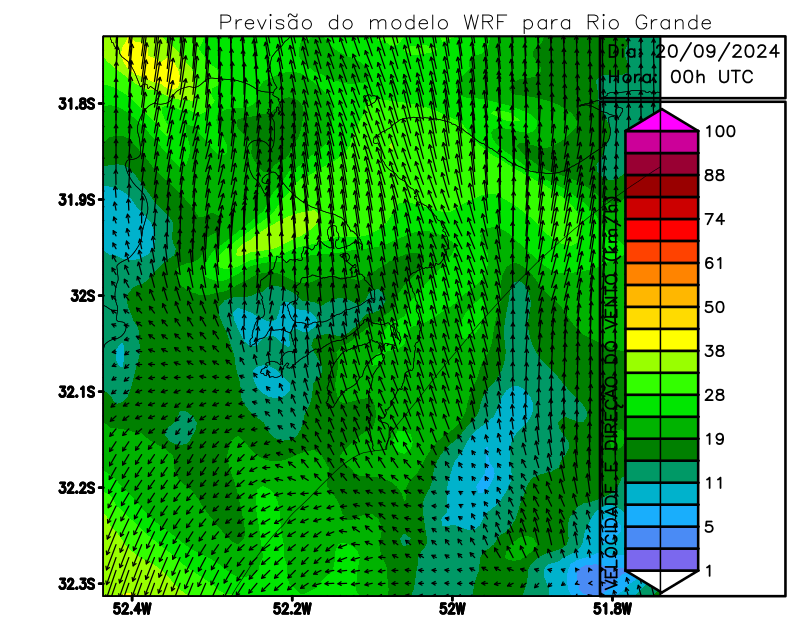 Previsão do modelo WRF para Rio Grande
Dia: 20/09/2024
Hora: 00h UTC
31.8S
31.9S
32S
32.1S
32.2S
32.3S
52.4W
52.2W
52W
51.8W
VELOCIDADE E DIREÇÃO DO VENTO (Km/h)
100
88
74
61
50
38
28
19
11
5
1